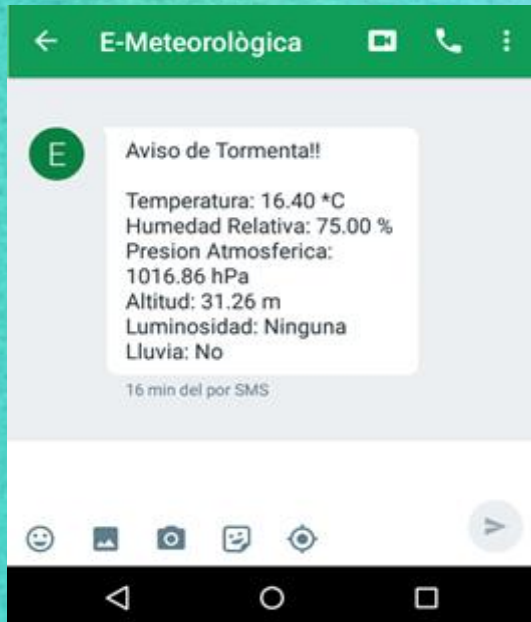 E-Meteorològica
E
Aviso de Tormenta!!
Temperatura: 16.40 *C
Humedad Relativa: 75.00 %
Presion Atmosferica:
1016.86 hPa
Altitud: 31.26 m
Luminosidad: Ninguna
Lluvia: No
16 min del por SMS